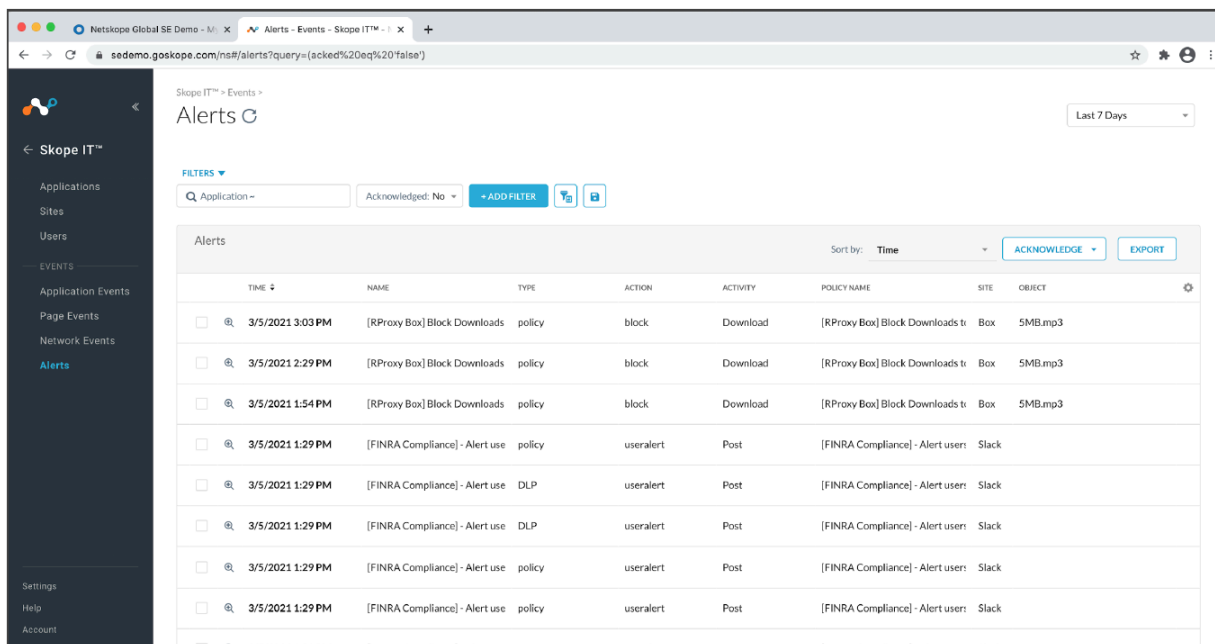 Netskope Global SE Demo - M X
Alerts - Events - Skope IT™ - X +
sedemo.goskope.com/ns#/alerts?query=(acked%20eq%20'false')
Skope IT™
Applications
Sites
Users
EVENTS
Application Events
Page Events
Network Events
Alerts
Settings
Help
Account
Skope IT™ > Events >
Alerts
Last 7 Days
FILTERS
Application ~
Acknowledged: No
+ ADD FILTER
Alerts
Sort by: Time
ACKNOWLEDGE
EXPORT
TIME NAME TYPE ACTION ACTIVITY POLICY NAME SITE OBJECT
3/5/2021 3:03 PM [RProxy Box] Block Downloads policy block Download [RProxy Box] Block Downloads to Box 5MB.mp3
3/5/2021 2:29 PM [RProxy Box] Block Downloads policy block Download [RProxy Box] Block Downloads to Box 5MB.mp3
3/5/2021 1:54 PM [RProxy Box] Block Downloads policy block Download [RProxy Box] Block Downloads to Box 5MB.mp3
3/5/2021 1:29 PM [FINRA Compliance] - Alert use policy useralert Post [FINRA Compliance] - Alert users Slack
3/5/2021 1:29 PM [FINRA Compliance] - Alert use DLP useralert Post [FINRA Compliance] - Alert users Slack
3/5/2021 1:29 PM [FINRA Compliance] - Alert use DLP useralert Post [FINRA Compliance] - Alert users Slack
3/5/2021 1:29 PM [FINRA Compliance] - Alert use policy useralert Post [FINRA Compliance] - Alert users Slack
3/5/2021 1:29 PM [FINRA Compliance] - Alert use policy useralert Post [FINRA Compliance] - Alert users Slack